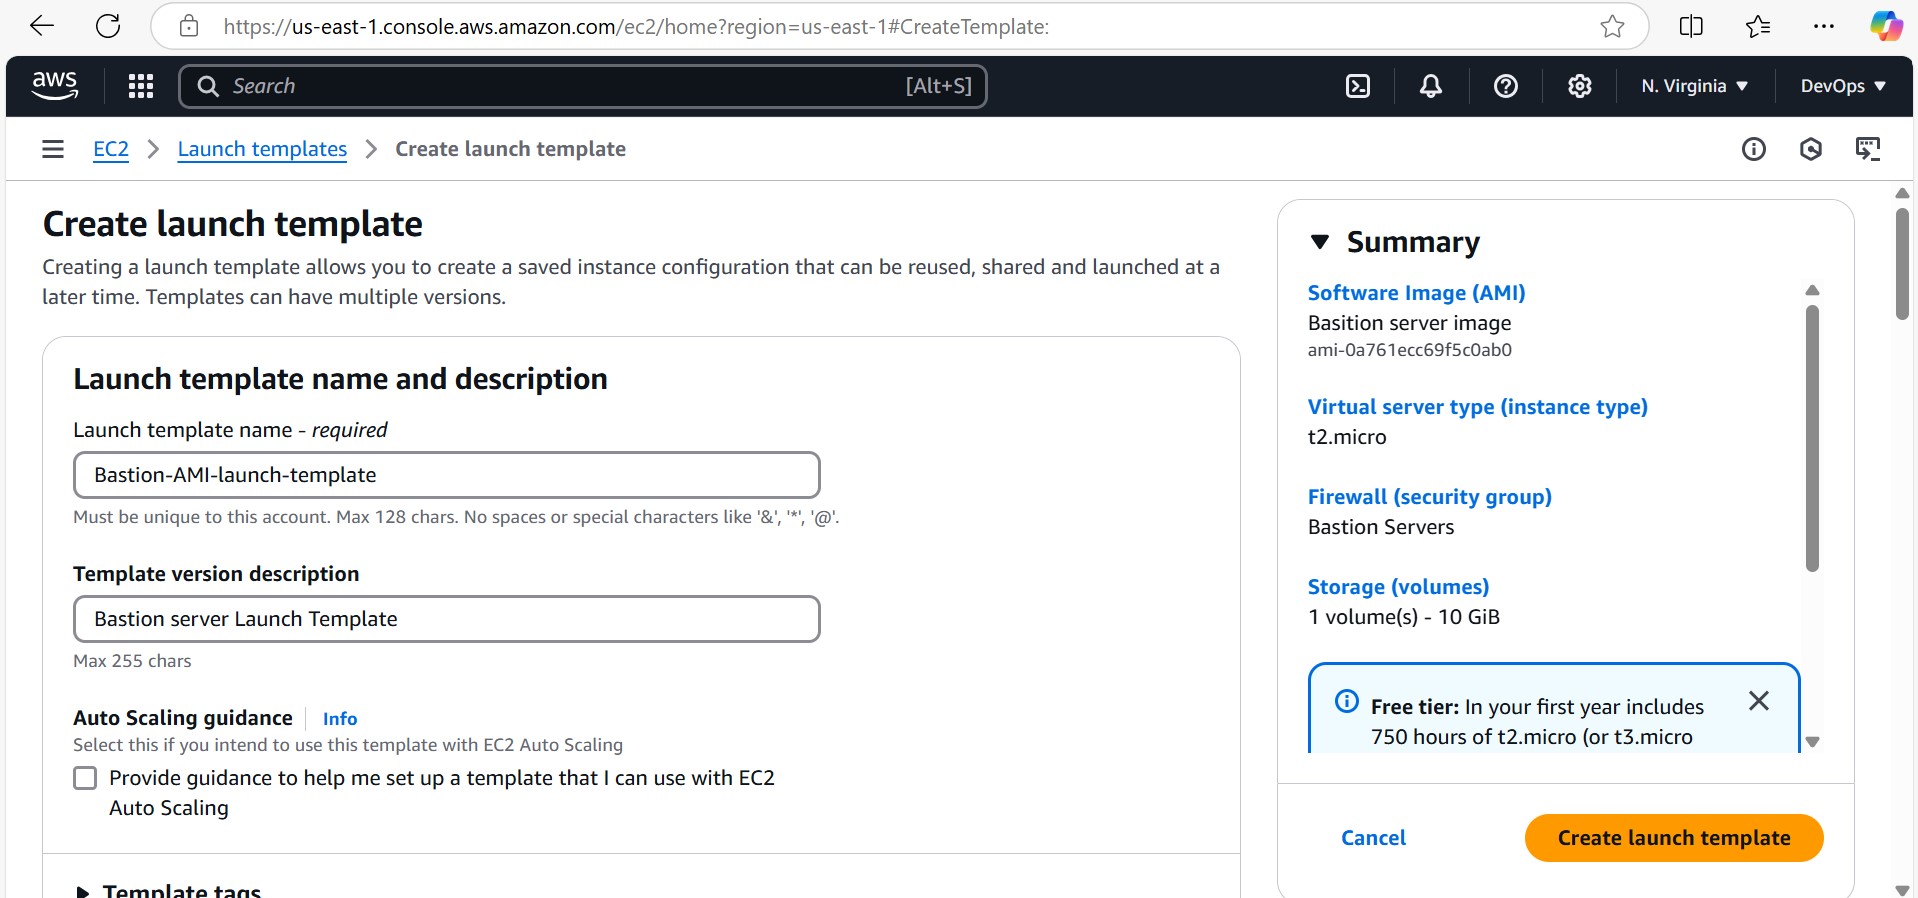 https://us-east-1.console.aws.amazon.com/ec2/home?region=us-east-1#CreateTemplate:
aws
Search
[Alt+S]
N. Virginia
DevOps
EC2
Launch templates
Create launch template
Create launch template
Creating a launch template allows you to create a saved instance configuration that can be reused, shared and launched at a
later time. Templates can have multiple versions.
Launch template name and description
Launch template name - required
Bastion-AMI-launch-template
Must be unique to this account. Max 128 chars. No spaces or special characters like '&', '*', '@'.
Template version description
Bastion server Launch Template
Max 255 chars
Auto Scaling guidance
Info
Select this if you intend to use this template with EC2 Auto Scaling
Provide guidance to help me set up a template that I can use with EC2
Auto Scaling
Template tags
Summary
Software Image (AMI)
Basition server image
ami-0a761ecc69f5c0ab0
Virtual server type (instance type)
t2.micro
Firewall (security group)
Bastion Servers
Storage (volumes)
1 volume(s) - 10 GiB
Free tier: In your first year includes
750 hours of t2.micro (or t3.micro
Cancel
Create launch template